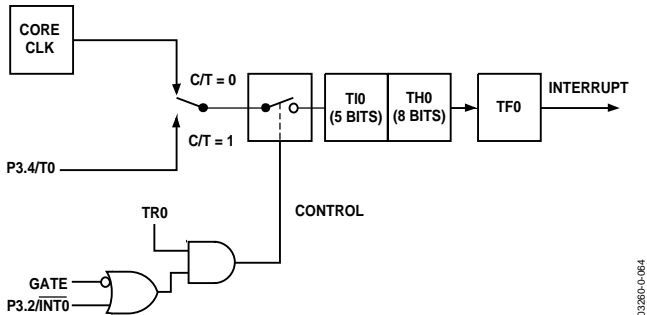 CORE
CLK
C/T = 0
TI0
(5 BITS)
TH0
(8 BITS)
TF0
INTERRUPT
C/T = 1
P3.4/T0
TR0
CONTROL
GATE
P3.2/INT0
03260-0-064